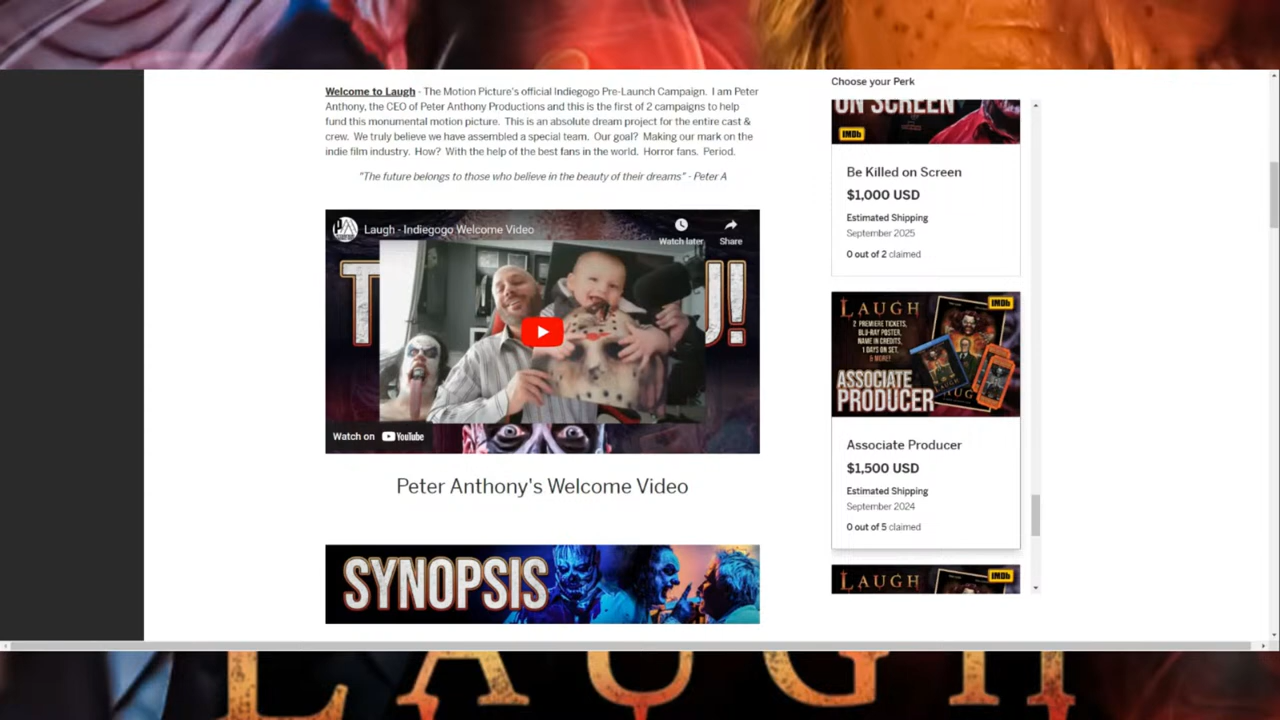 Welcome to Laugh - The Motion Picture's official Indiegogo Pre-Launch Campaign. I am Peter
Anthony, the CEO of Peter Anthony Productions and this is the first of 2 campaigns to help
fund this monumental motion picture. This is an absolute dream project for the entire cast &
crew. We truly believe we have assembled a special team. Our goal? Making our mark on the
indie film industry. How? With the help of the best fans in the world. Horror fans. Period.
"The future belongs to those who believe in the beauty of their dreams" - Peter A
PA
Laugh - Indiegogo Welcome Video
Watch later
Share
T
U!
Watch on YouTube
Peter Anthony's Welcome Video
SYNOPSIS
Choose your Perk
ON SCREEN
IMDb
Be Killed on Screen
$1,000 USD
Estimated Shipping
September 2025
0 out of 2 claimed
LAUGH
IMDb
2 PREMIERE TICKETS,
BLU-RAY POSTER,
NAME IN CREDITS,
1 DAYS ON SET,
& MORE!
ASSOCIATE
PRODUCER
Associate Producer
$1,500 USD
Estimated Shipping
September 2024
0 out of 5 claimed
LAUGH
IMDb
LAUGH